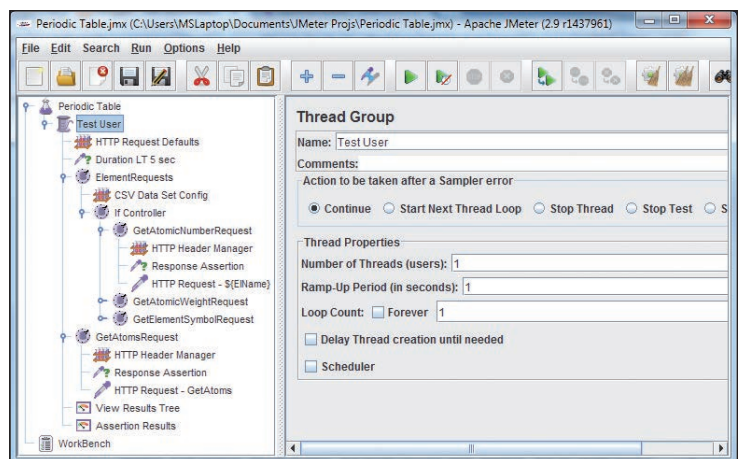 Periodic Table.jmx (C:\Users\MSLaptop\Documents\JMeter Projs\Periodic Table.jmx) - Apache JMeter (2.9 r1437961)
File Edit Search Run Options Help
Periodic Table
Test User
HTTP Request Defaults
Duration LT 5 sec
ElementRequests
CSV Data Set Config
If Controller
GetAtomicNumberRequest
HTTP Header Manager
Response Assertion
HTTP Request - ${ElName}
GetAtomicWeightRequest
GetElementSymbolRequest
GetAtomsRequest
HTTP Header Manager
Response Assertion
HTTP Request - GetAtoms
View Results Tree
Assertion Results
WorkBench
Thread Group
Name: Test User
Comments:
Action to be taken after a Sampler error
Continue Start Next Thread Loop Stop Thread Stop Test S
Thread Properties
Number of Threads (users): 1
Ramp-Up Period (in seconds): 1
Loop Count: Forever 1
Delay Thread creation until needed
Scheduler